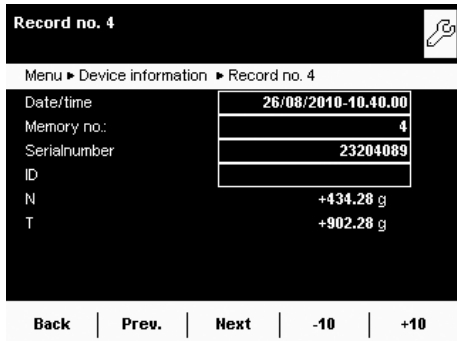 Record no. 4
Menu ▸ Device information ▸ Record no. 4
Date/time 26/08/2010-10.40.00
Memory no.: 4
Serialnumber 23204089
ID
N +434.28 g
T +902.28 g
Back Prev. Next -10 +10